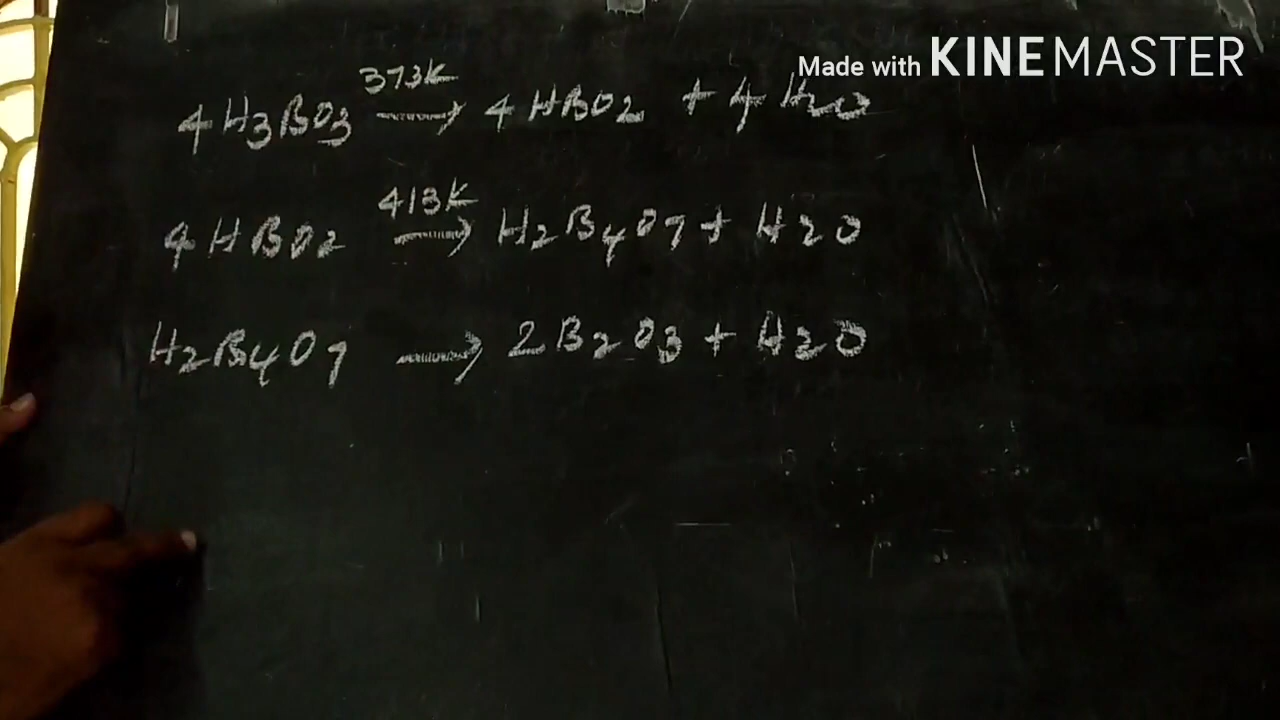 Made with KINEMASTER
373K
4H3BO3 → 4HBO2 + 4H2O
413K
4HBO2 → H2B4O7 + H2O
H2B4O7 → 2B2O3 + H2O